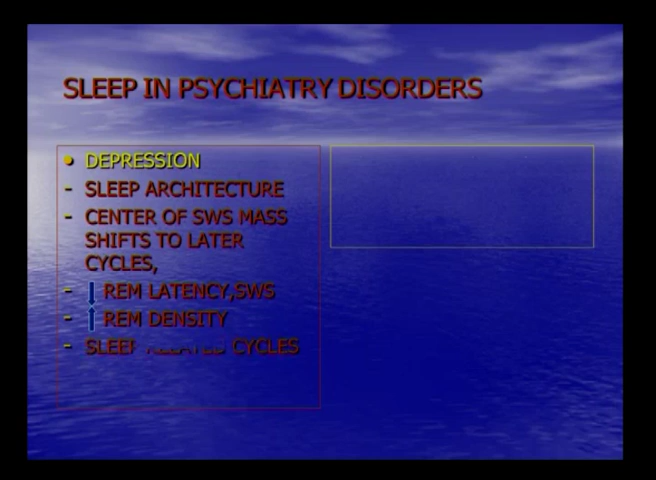 SLEEP IN PSYCHIATRY DISORDERS
• DEPRESSION
- SLEEP ARCHITECTURE
- CENTER OF SWS MASS
SHIFTS TO LATER
CYCLES,
- ↓ REM LATENCY,SWS
- ↑ REM DENSITY
- SLEEP CYCLES